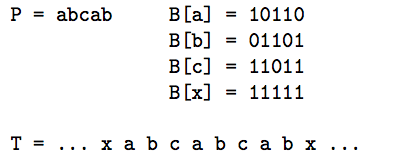 P = abcab B[a] = 10110
B[b] = 01101
B[c] = 11011
B[x] = 11111
T = ... x a b c a b c a b x ...